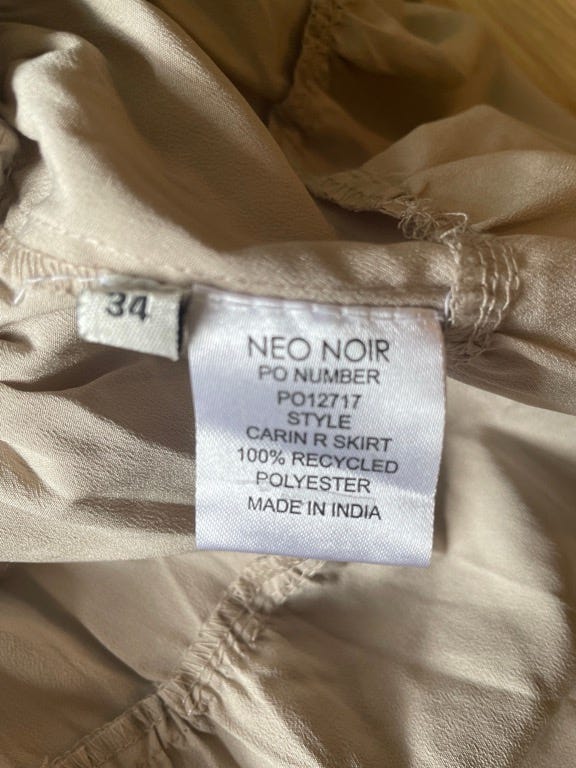 34
NEO NOIR
PO NUMBER
PO12717
STYLE
CARIN R SKIRT
100% RECYCLED
POLYESTER
MADE IN INDIA